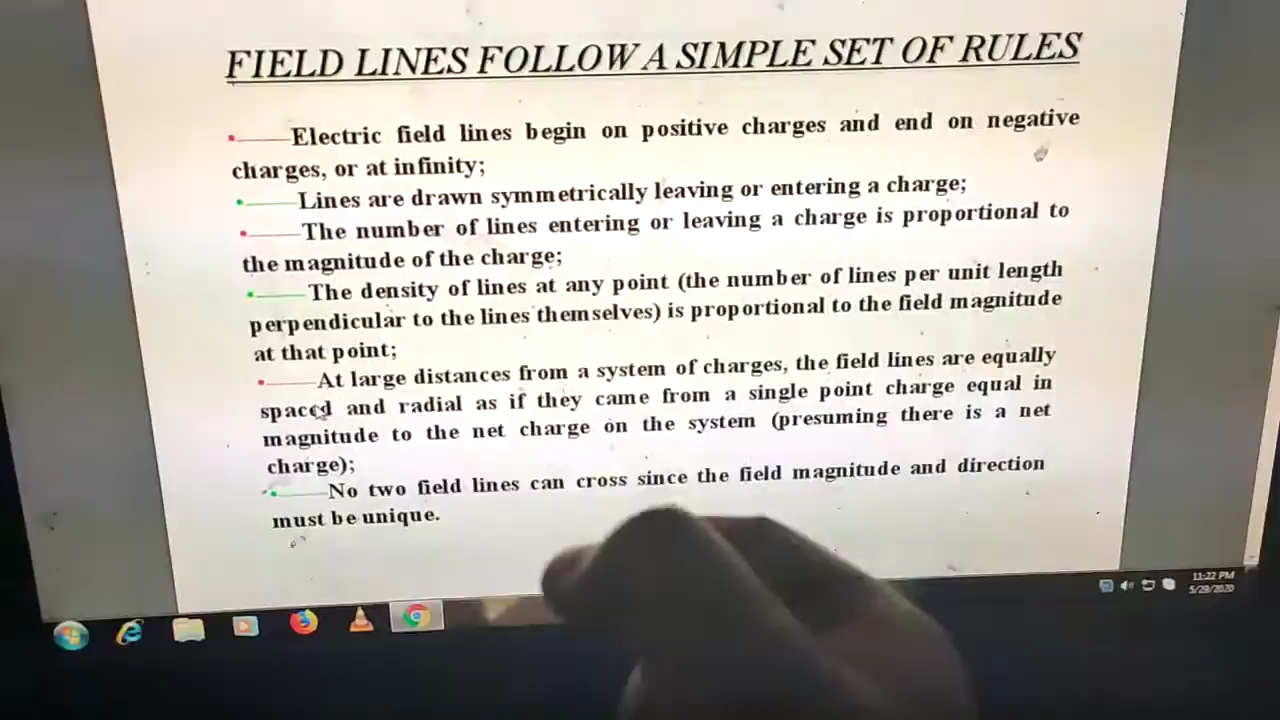 FIELD LINES FOLLOW A SIMPLE SET OF RULES
Electric field lines begin on positive charges and end on negative
charges, or at infinity;
Lines are drawn symmetrically leaving or entering a charge;
The number of lines entering or leaving a charge is proportional to
the magnitude of the charge;
The density of lines at any point (the number of lines per unit length
perpendicular to the lines themselves) is proportional to the field magnitude
at that point;
At large distances from a system of charges, the field lines are equally
spaced and radial as if they came from a single point charge equal in
magnitude to the net charge on the system (presuming there is a net
charge);
No two field lines can cross since the field magnitude and direction
must be unique.
11:22 PM
5/29/2020